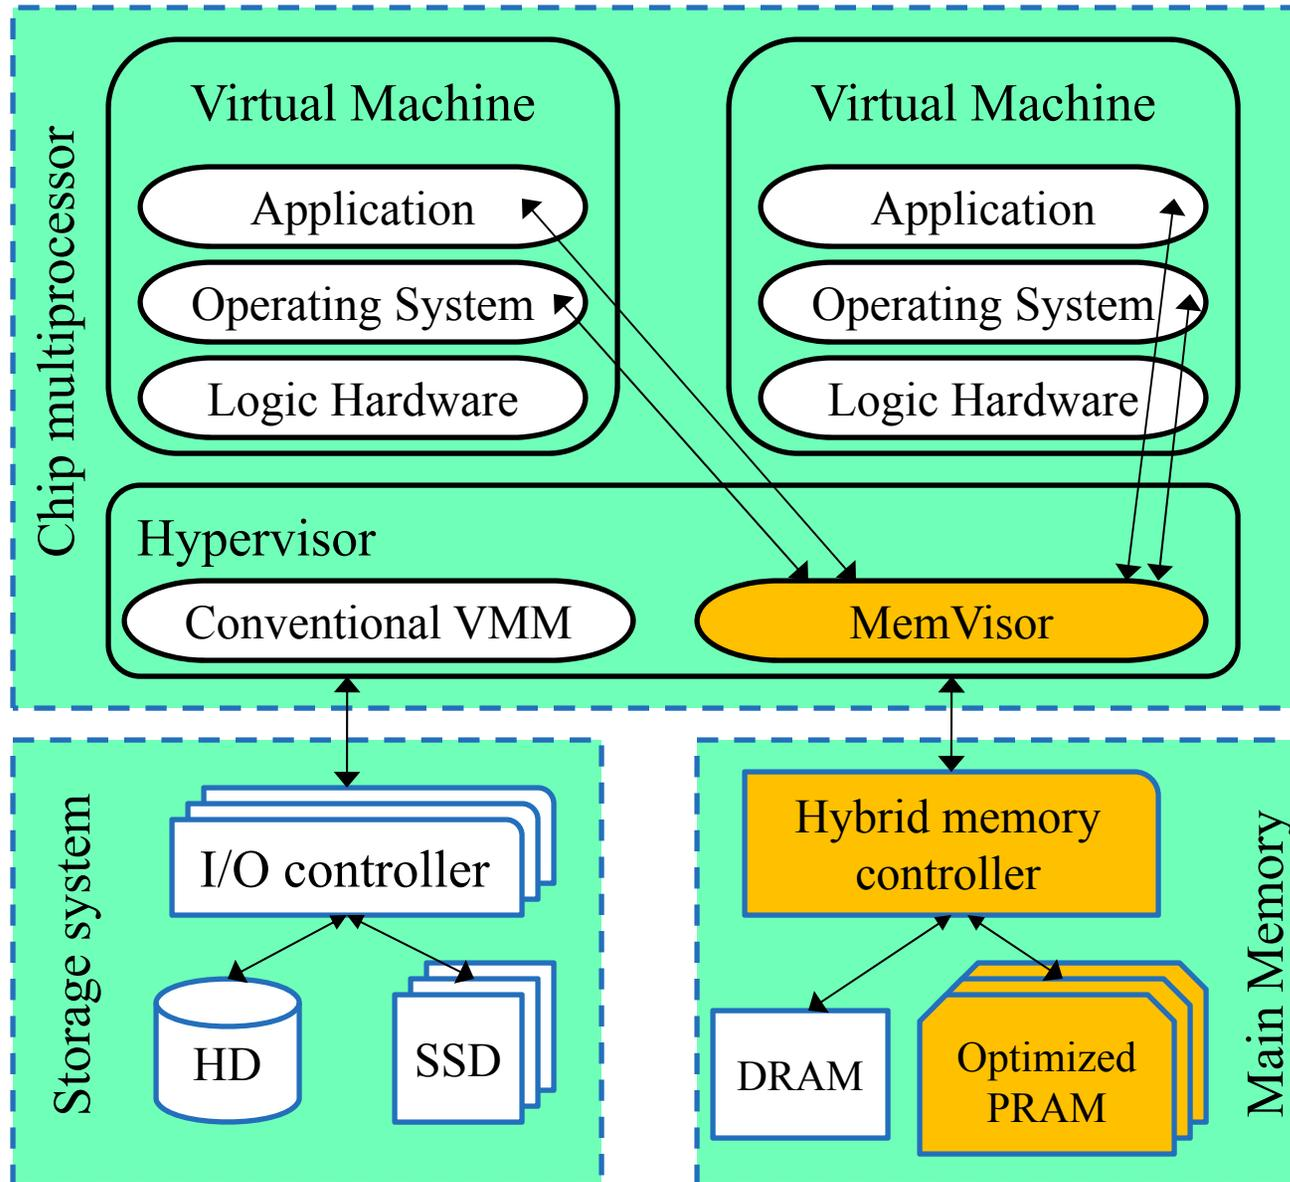 Chip multiprocessor
Virtual Machine
Application
Operating System
Logic Hardware
Virtual Machine
Application
Operating System
Logic Hardware
Hypervisor
Conventional VMM
MemVisor
Storage system
I/O controller
HD
SSD
Hybrid memory
controller
DRAM
Optimized
PRAM
Main Memory